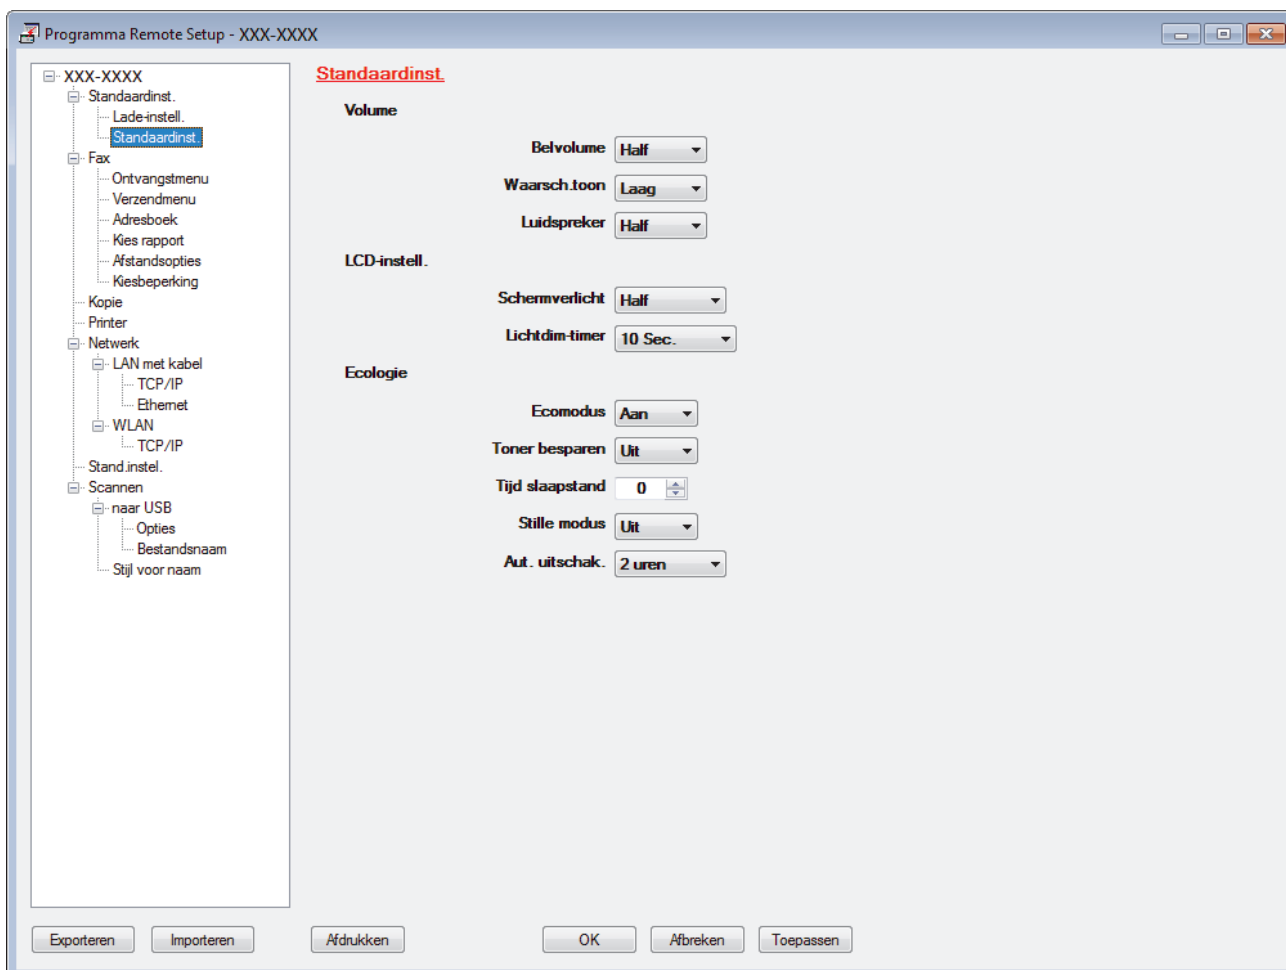 Programma Remote Setup - XXX-XXXX
XXX-XXXX
Standaardinst.
Lade-instell.
Standaardinst.
Fax
Ontvangstmenu
Verzendmenu
Adresboek
Kies rapport
Afstandsopties
Kiesbeperking
Kopie
Printer
Netwerk
LAN met kabel
TCP/IP
Ethernet
WLAN
TCP/IP
Stand.instel.
Scannen
naar USB
Opties
Bestandsnaam
Stijl voor naam
Standaardinst.
Volume
Belvolume Half
Waarsch.toon Laag
Luidspreker Half
LCD-instell.
Schermverlicht Half
Lichtdim-timer 10 Sec.
Ecologie
Ecomodus Aan
Toner besparen Uit
Tijd slaapstand 0
Stille modus Uit
Aut. uitschak. 2 uren
Exporteren Importeren Afdrukken OK Afbreken Toepassen